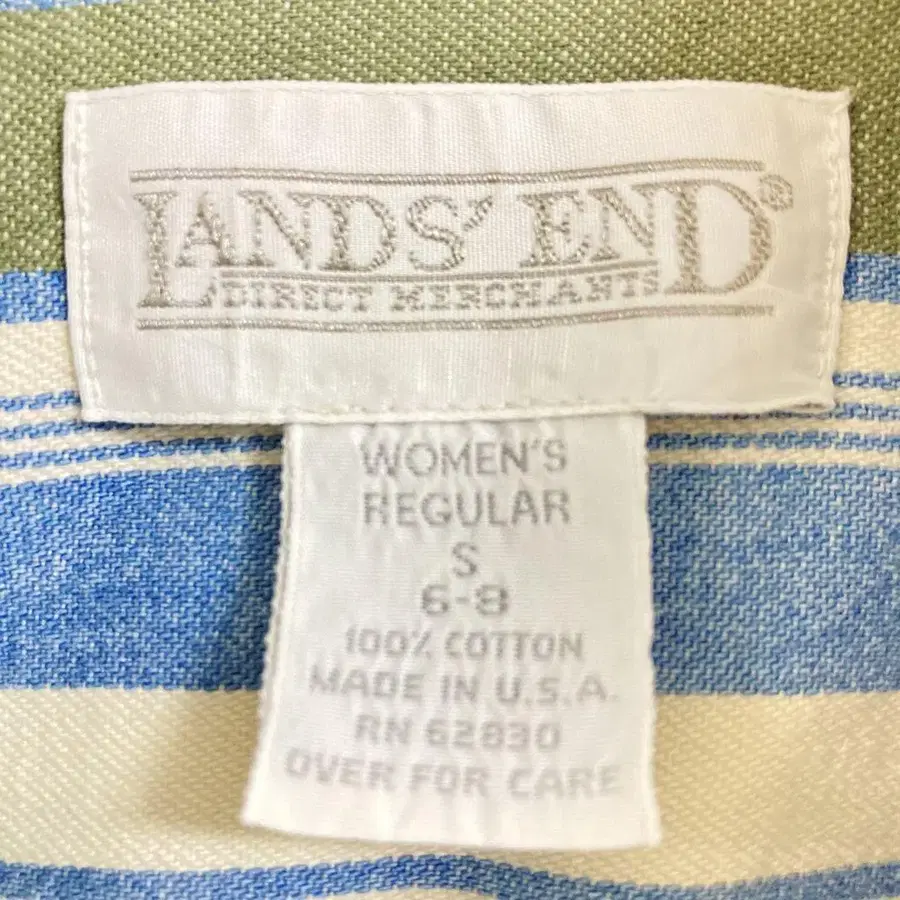 LANDS' END®
DIRECT MERCHANTS
WOMEN'S
REGULAR
S
6-8
100% COTTON
MADE IN U.S.A.
RN 62830
OVER FOR CARE